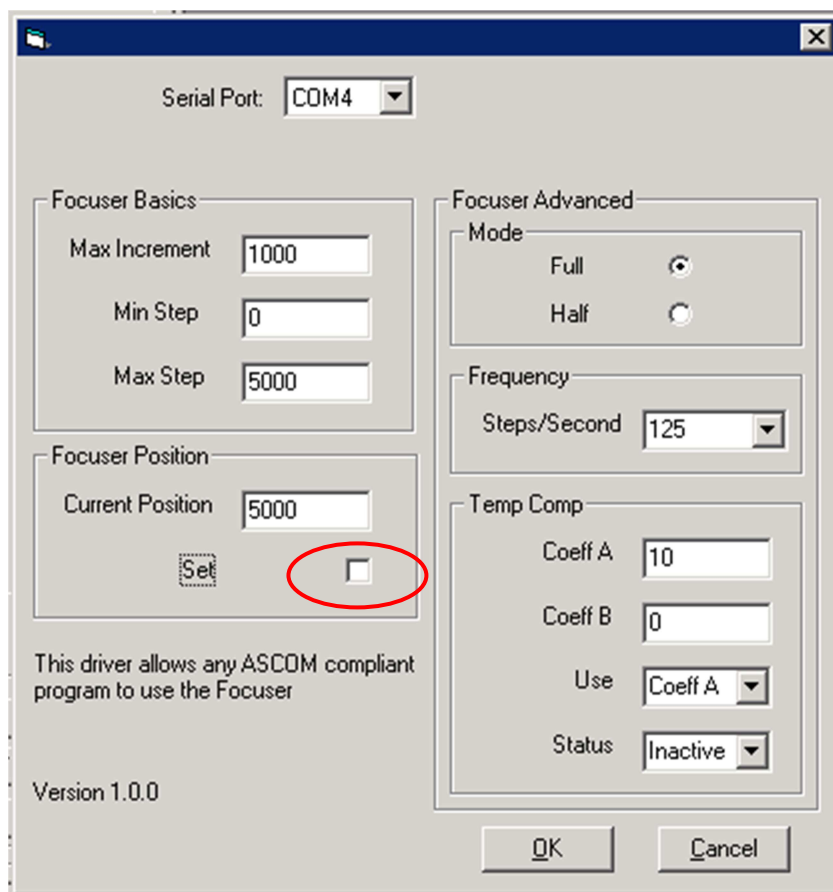 Serial Port: COM4
Focuser Basics
Max Increment 1000
Min Step 0
Max Step 5000
Focuser Position
Current Position 5000
Set
This driver allows any ASCOM compliant
program to use the Focuser
Version 1.0.0
Focuser Advanced
Mode
Full
Half
Frequency
Steps/Second 125
Temp Comp
Coeff A 10
Coeff B 0
Use Coeff A
Status Inactive
OK Cancel